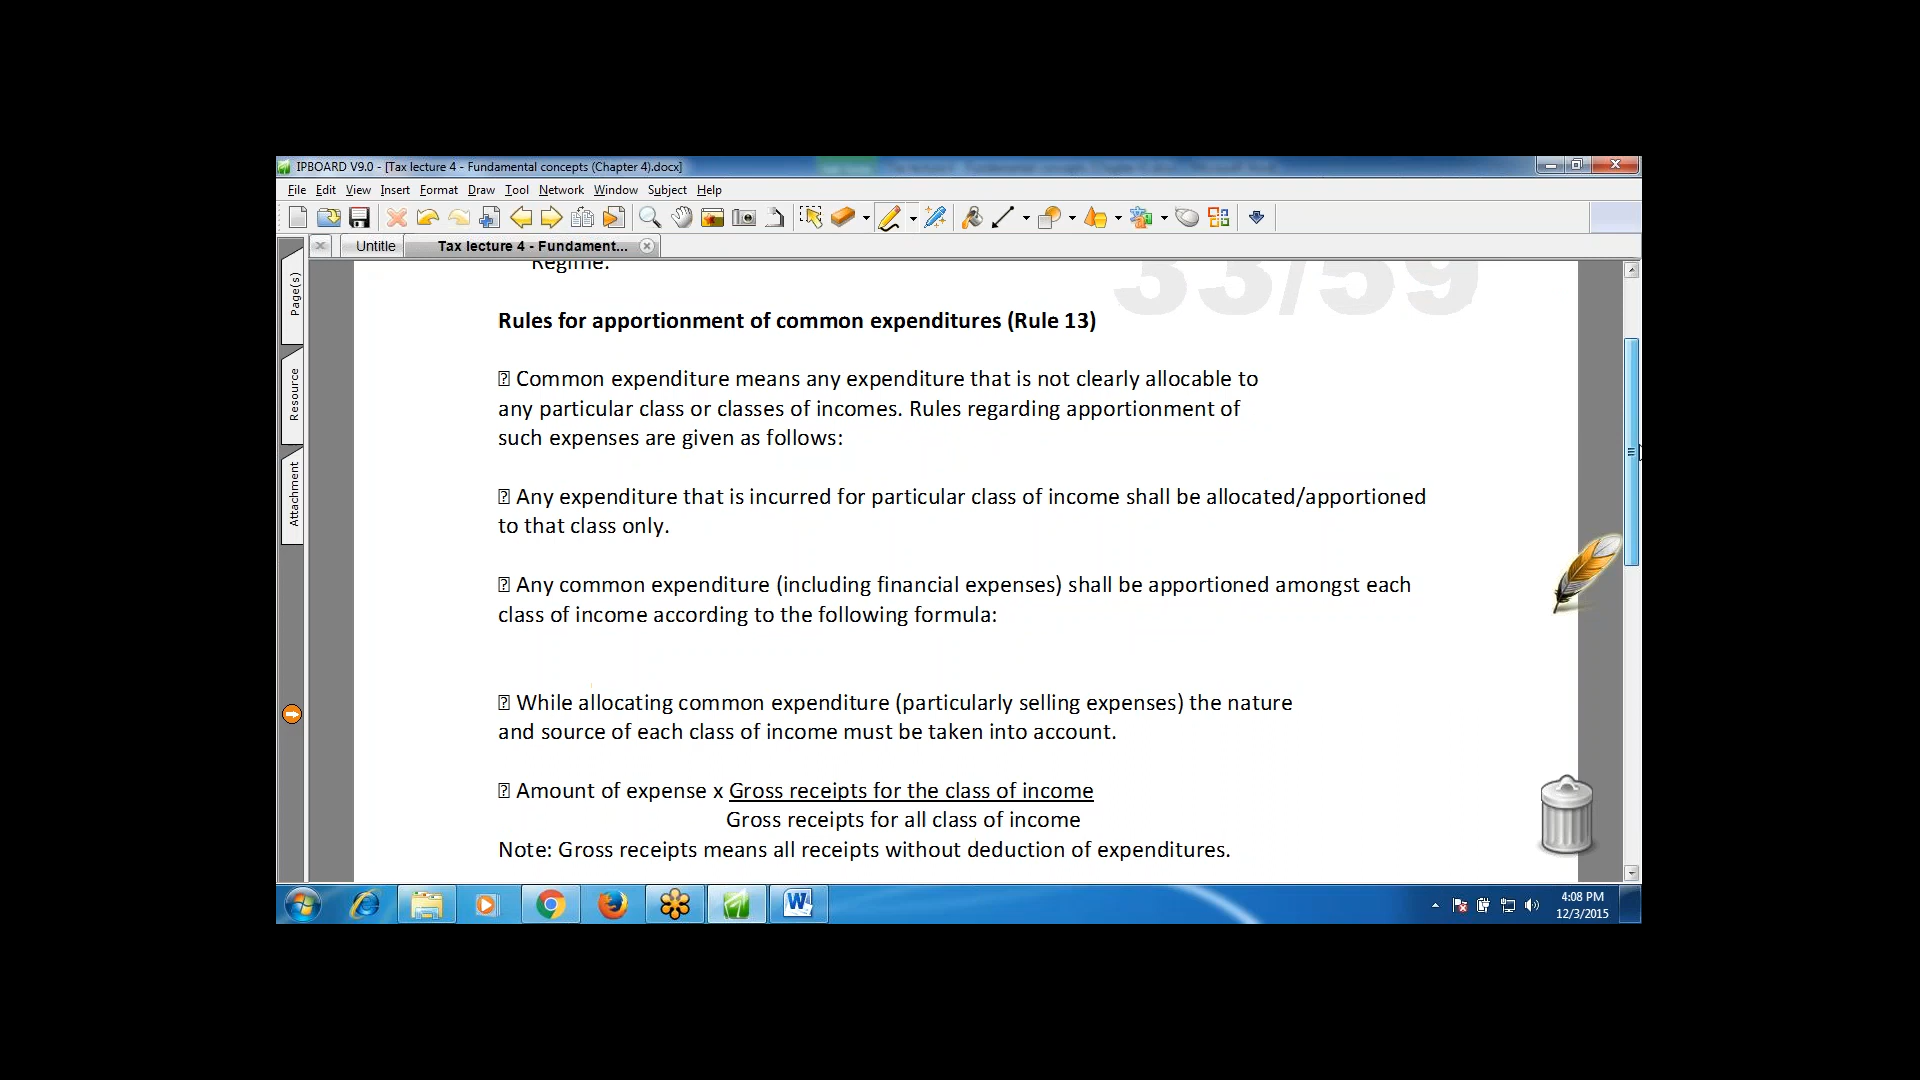 IPBOARD V9.0 - [Tax lecture 4 - Fundamental concepts (Chapter 4).docx]
File Edit View Insert Format Draw Tool Network Window Subject Help
Untitle Tax lecture 4 - Fundament...
Page(s)
Resource
Attachment
Regime.
33/59
Rules for apportionment of common expenditures (Rule 13)
Common expenditure means any expenditure that is not clearly allocable to
any particular class or classes of incomes. Rules regarding apportionment of
such expenses are given as follows:
Any expenditure that is incurred for particular class of income shall be allocated/apportioned
to that class only.
Any common expenditure (including financial expenses) shall be apportioned amongst each
class of income according to the following formula:
While allocating common expenditure (particularly selling expenses) the nature
and source of each class of income must be taken into account.
Amount of expense x Gross receipts for the class of income
Gross receipts for all class of income
Note: Gross receipts means all receipts without deduction of expenditures.
4:08 PM
12/3/2015